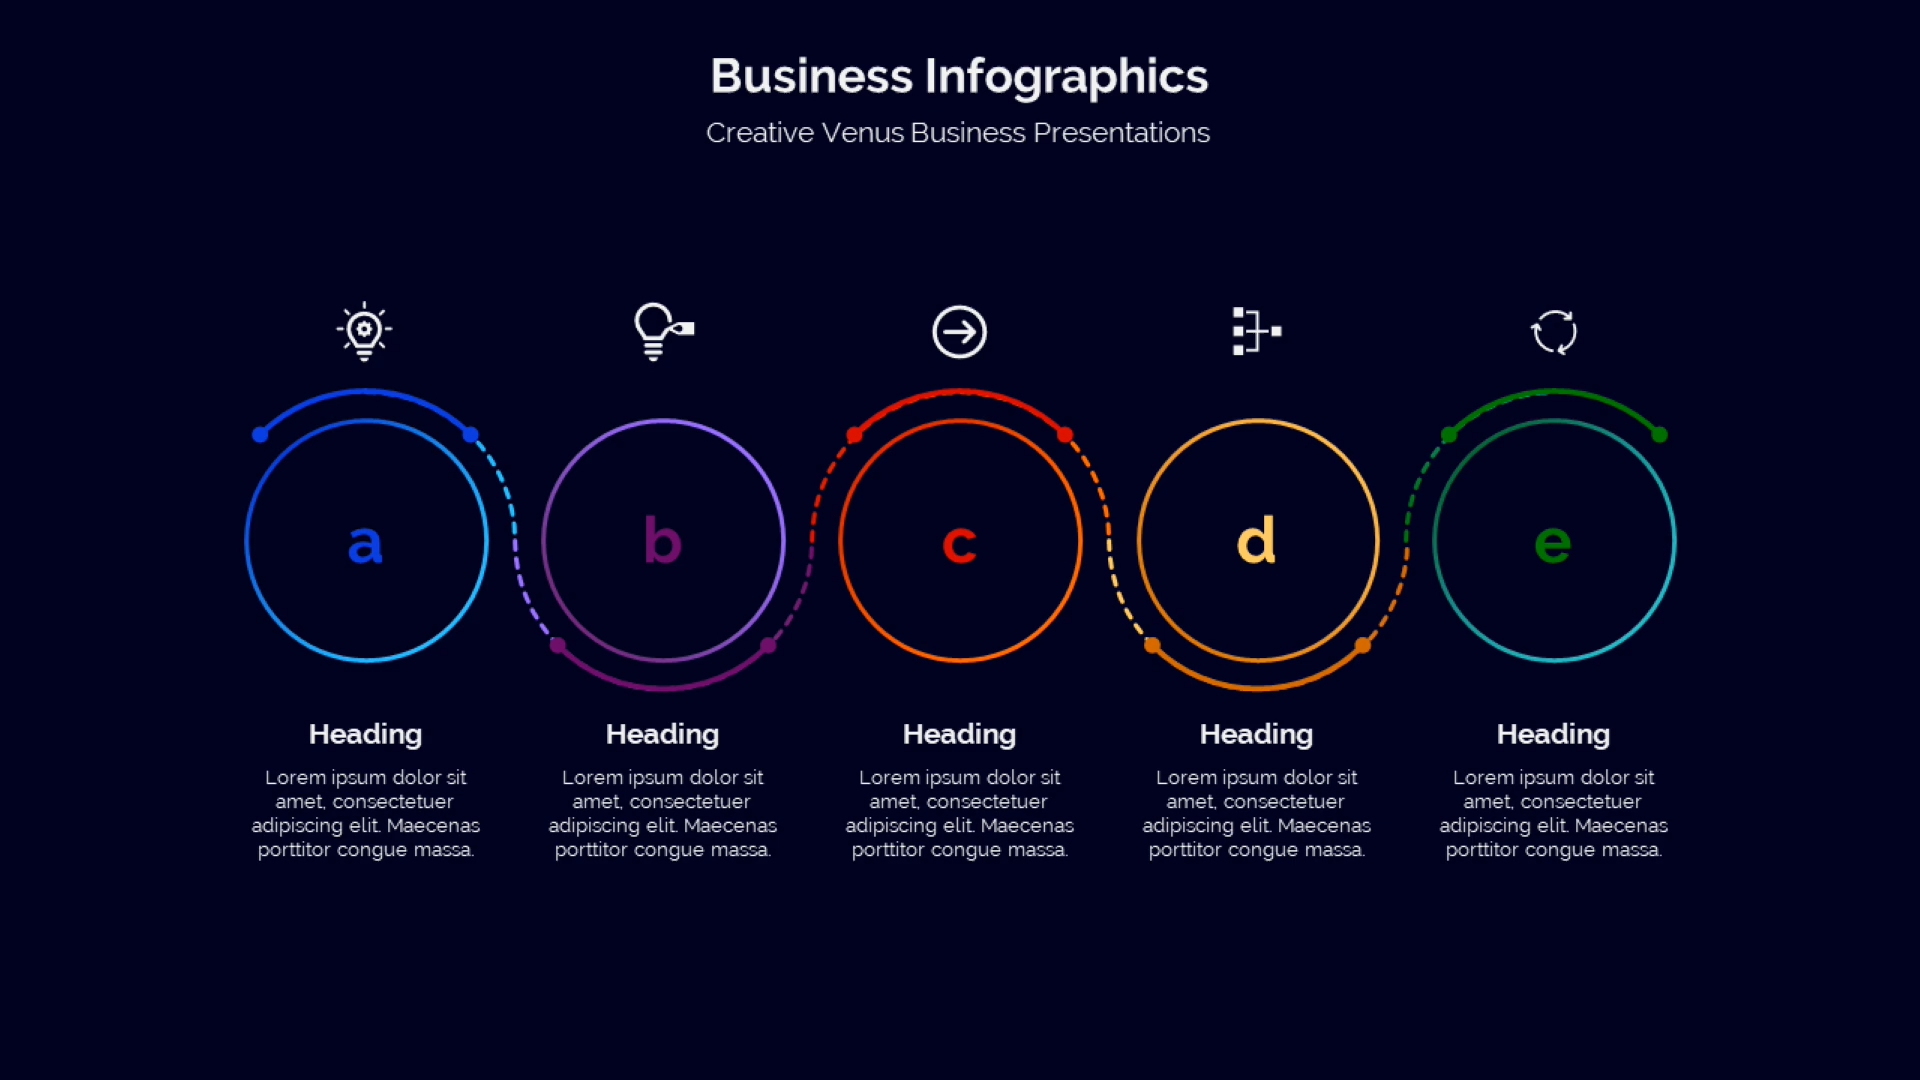 Business Infographics
Creative Venus Business Presentations
a
b
c
d
e
Heading
Lorem ipsum dolor sit
amet, consectetuer
adipiscing elit. Maecenas
porttitor congue massa.
Heading
Lorem ipsum dolor sit
amet, consectetuer
adipiscing elit. Maecenas
porttitor congue massa.
Heading
Lorem ipsum dolor sit
amet, consectetuer
adipiscing elit. Maecenas
porttitor congue massa.
Heading
Lorem ipsum dolor sit
amet, consectetuer
adipiscing elit. Maecenas
porttitor congue massa.
Heading
Lorem ipsum dolor sit
amet, consectetuer
adipiscing elit. Maecenas
porttitor congue massa.